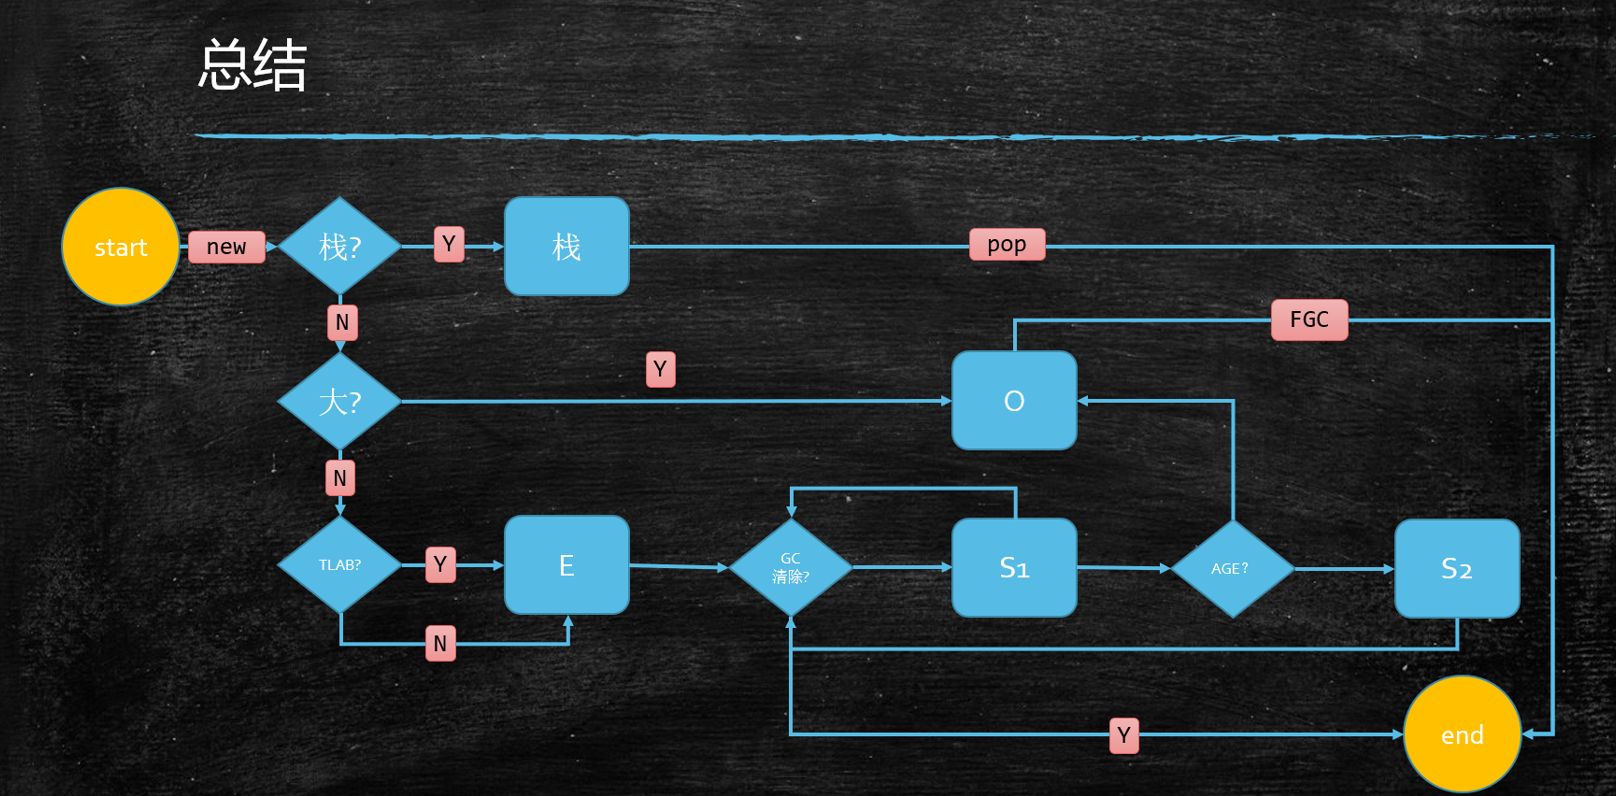 总结
start
new
栈?
Y
栈
pop
N
FGC
大?
Y
O
N
TLAB?
Y
E
GC
清除?
S1
AGE?
S2
N
Y
end